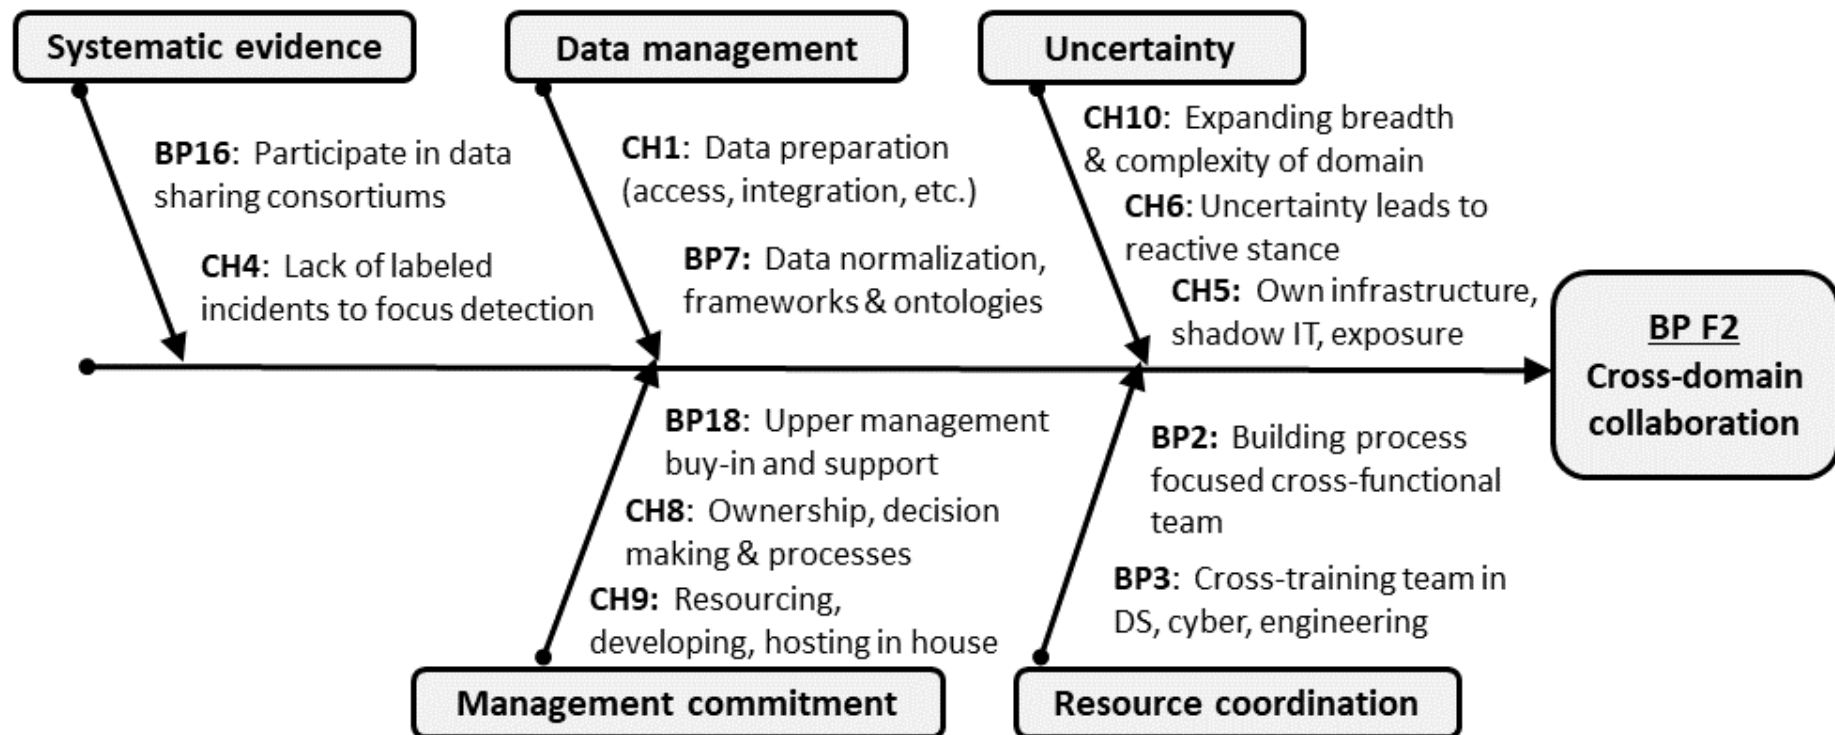 Systematic evidence
Data management
Uncertainty
BP16: Participate in data
sharing consortiums
CH4: Lack of labeled
incidents to focus detection
CH1: Data preparation
(access, integration, etc.)
BP7: Data normalization,
frameworks & ontologies
CH10: Expanding breadth
& complexity of domain
CH6: Uncertainty leads to
reactive stance
CH5: Own infrastructure,
shadow IT, exposure
BP F2
Cross-domain
collaboration
BP18: Upper management
buy-in and support
CH8: Ownership, decision
making & processes
CH9: Resourcing,
developing, hosting in house
BP2: Building process
focused cross-functional
team
BP3: Cross-training team in
DS, cyber, engineering
Management commitment
Resource coordination